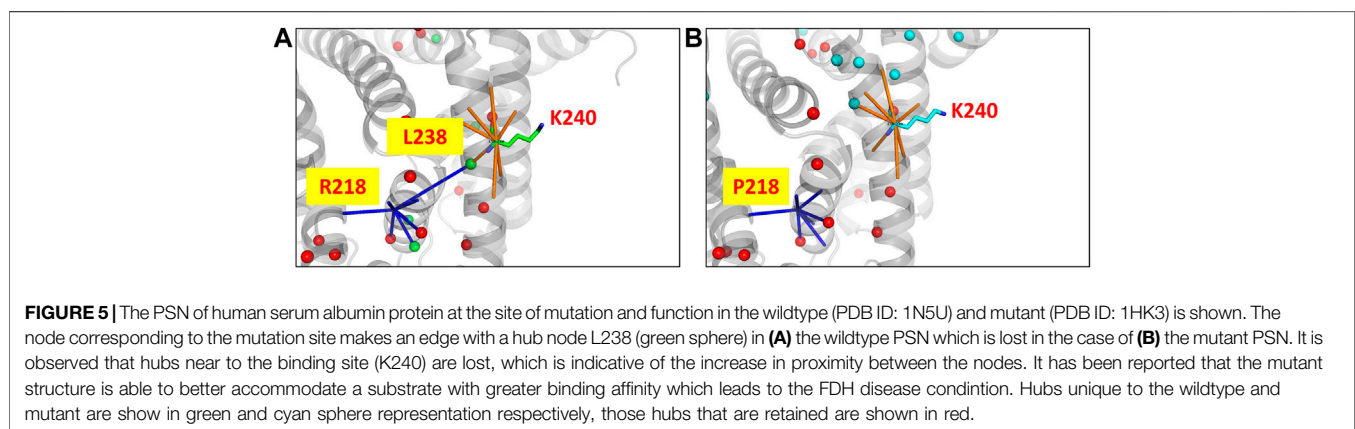 A
B
K240
L238
R218
K240
P218
FIGURE 5 | The PSN of human serum albumin protein at the site of mutation and function in the wildtype (PDB ID: 1N5U) and mutant (PDB ID: 1HK3) is shown. The
node corresponding to the mutation site makes an edge with a hub node L238 (green sphere) in (A) the wildtype PSN which is lost in the case of (B) the mutant PSN. It is
observed that hubs near to the binding site (K240) are lost, which is indicative of the increase in proximity between the nodes. It has been reported that the mutant
structure is able to better accommodate a substrate with greater binding affinity which leads to the FDH disease condintion. Hubs unique to the wildtype and
mutant are show in green and cyan sphere representation respectively, those hubs that are retained are shown in red.